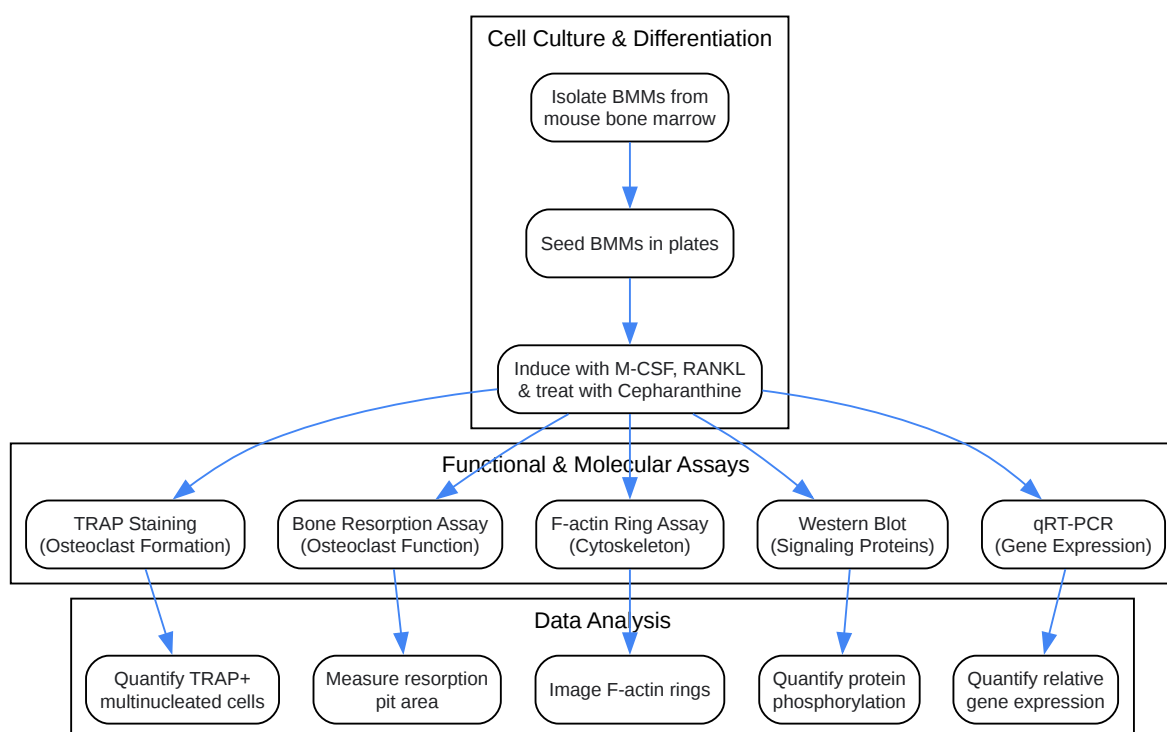 Cell Culture & Differentiation
Isolate BMMs from
mouse bone marrow
Seed BMMs in plates
Induce with M-CSF, RANKL
& treat with Cepharanthine
Functional & Molecular Assays
TRAP Staining
(Osteoclast Formation)
Bone Resorption Assay
(Osteoclast Function)
F-actin Ring Assay
(Cytoskeleton)
Western Blot
(Signaling Proteins)
qRT-PCR
(Gene Expression)
Data Analysis
Quantify TRAP+
multinucleated cells
Measure resorption
pit area
Image F-actin rings
Quantify protein
phosphorylation
Quantify relative
gene expression